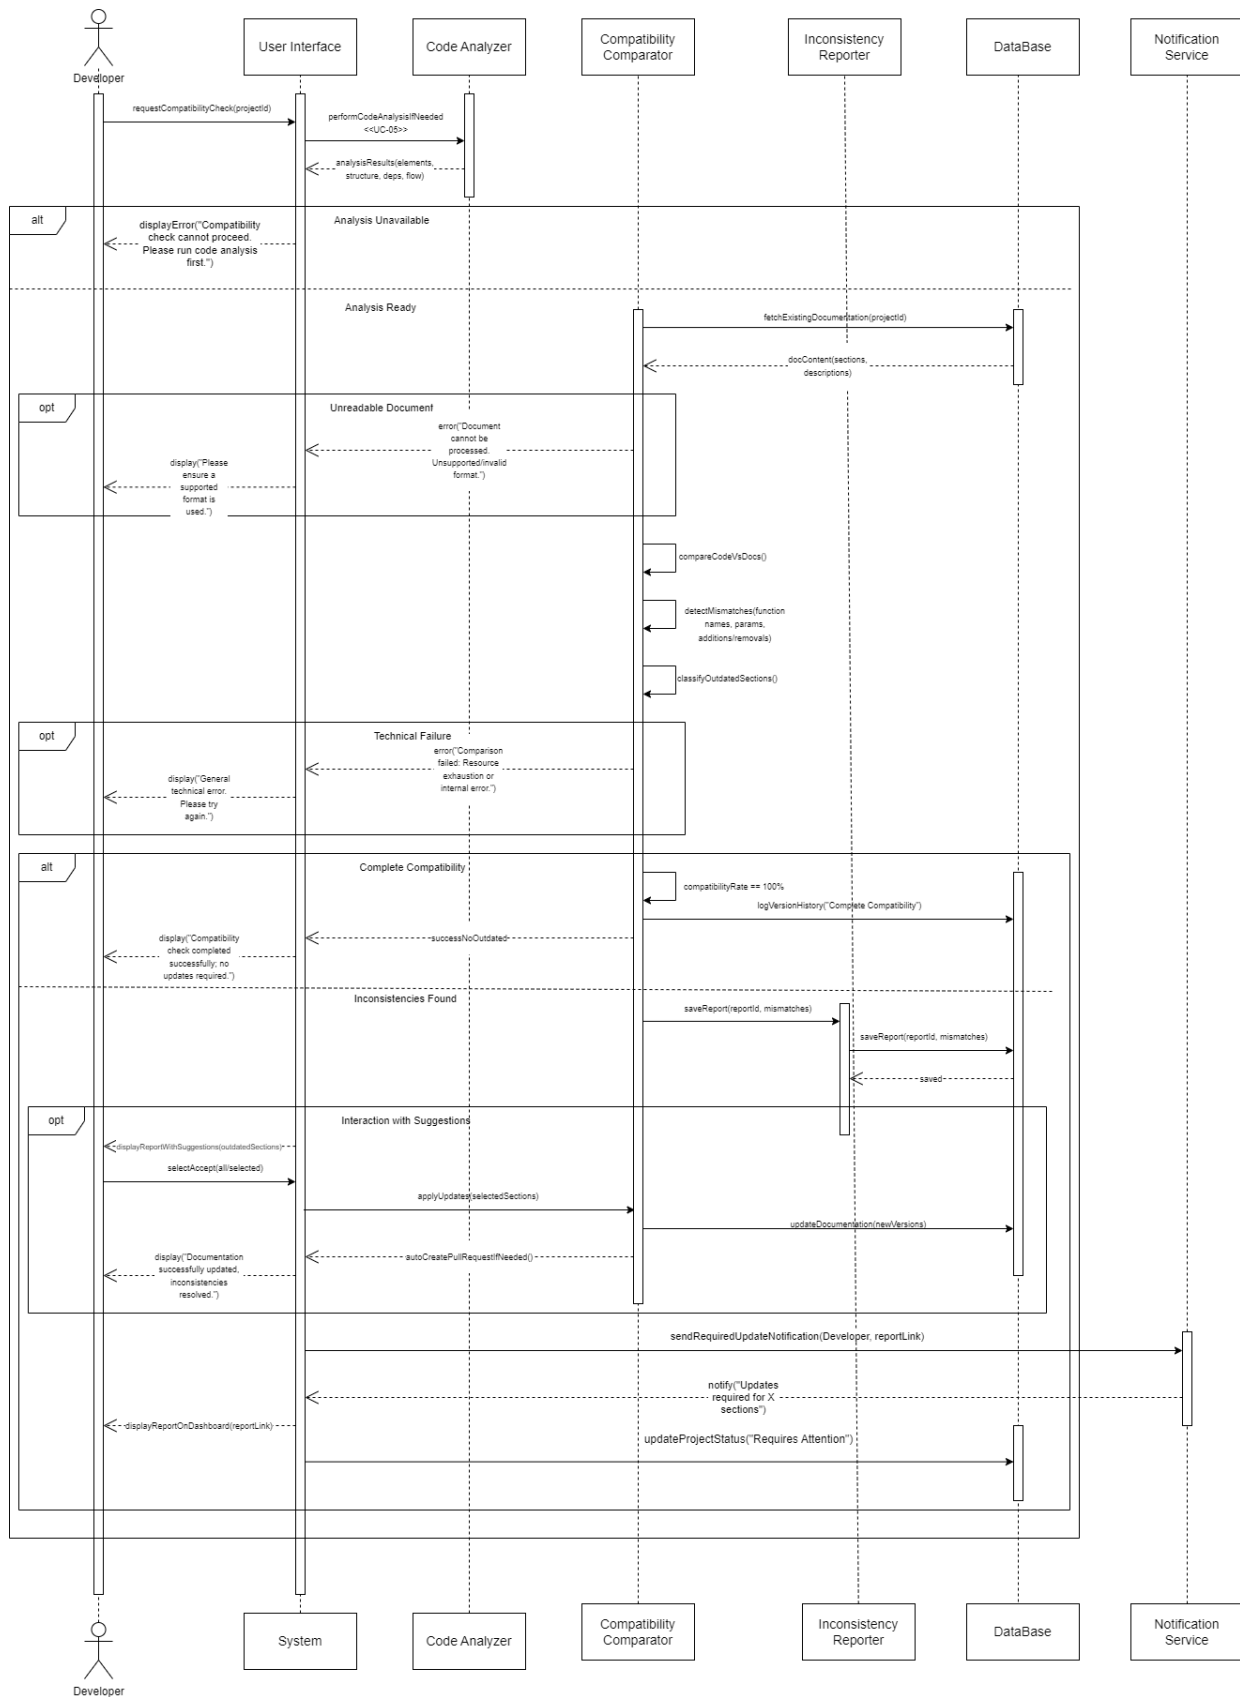 Developer
User Interface
Code Analyzer
Compatibility
Comparator
Inconsistency
Reporter
DataBase
Notification
Service
requestCompatibilityCheck(projectId)
performCodeAnalysisIfNeeded
<<UC-05>>
analysisResults(elements,
structure, deps, flow)
alt
Analysis Unavailable
displayError("Compatibility
check cannot proceed.
Please run code analysis
first.")
Analysis Ready
fetchExistingDocumentation(projectId)
docContent(sections,
descriptions)
opt
Unreadable Document
error("Document
cannot be
processed.
Unsupported/invalid
format.")
display("Please
ensure a
supported
format is
used.")
compareCodeVsDocs()
detectMismatches(function
names, params,
additions/removals)
classifyOutdatedSections()
opt
Technical Failure
error("Comparison
failed: Resource
exhaustion or
internal error.")
display("General
technical error.
Please try
again.")
alt
Complete Compatibility
compatibilityRate == 100%
logVersionHistory("Complete Compatibility")
successNoOutdated
display("Compatibility
check completed
successfully; no
updates required.")
Inconsistencies Found
saveReport(reportId, mismatches)
saveReport(reportId, mismatches)
saved
opt
Interaction with Suggestions
displayReportWithSuggestions(outdatedSections)
selectAccept(all/selected)
applyUpdates(selectedSections)
updateDocumentation(newVersions)
autoCreatePullRequestIfNeeded()
display("Documentation
successfully updated,
inconsistencies
resolved.")
sendRequiredUpdateNotification(Developer, reportLink)
notify("Updates
required for X
sections")
displayReportOnDashboard(reportLink)
updateProjectStatus("Requires Attention")
Developer
System
Code Analyzer
Compatibility
Comparator
Inconsistency
Reporter
DataBase
Notification
Service